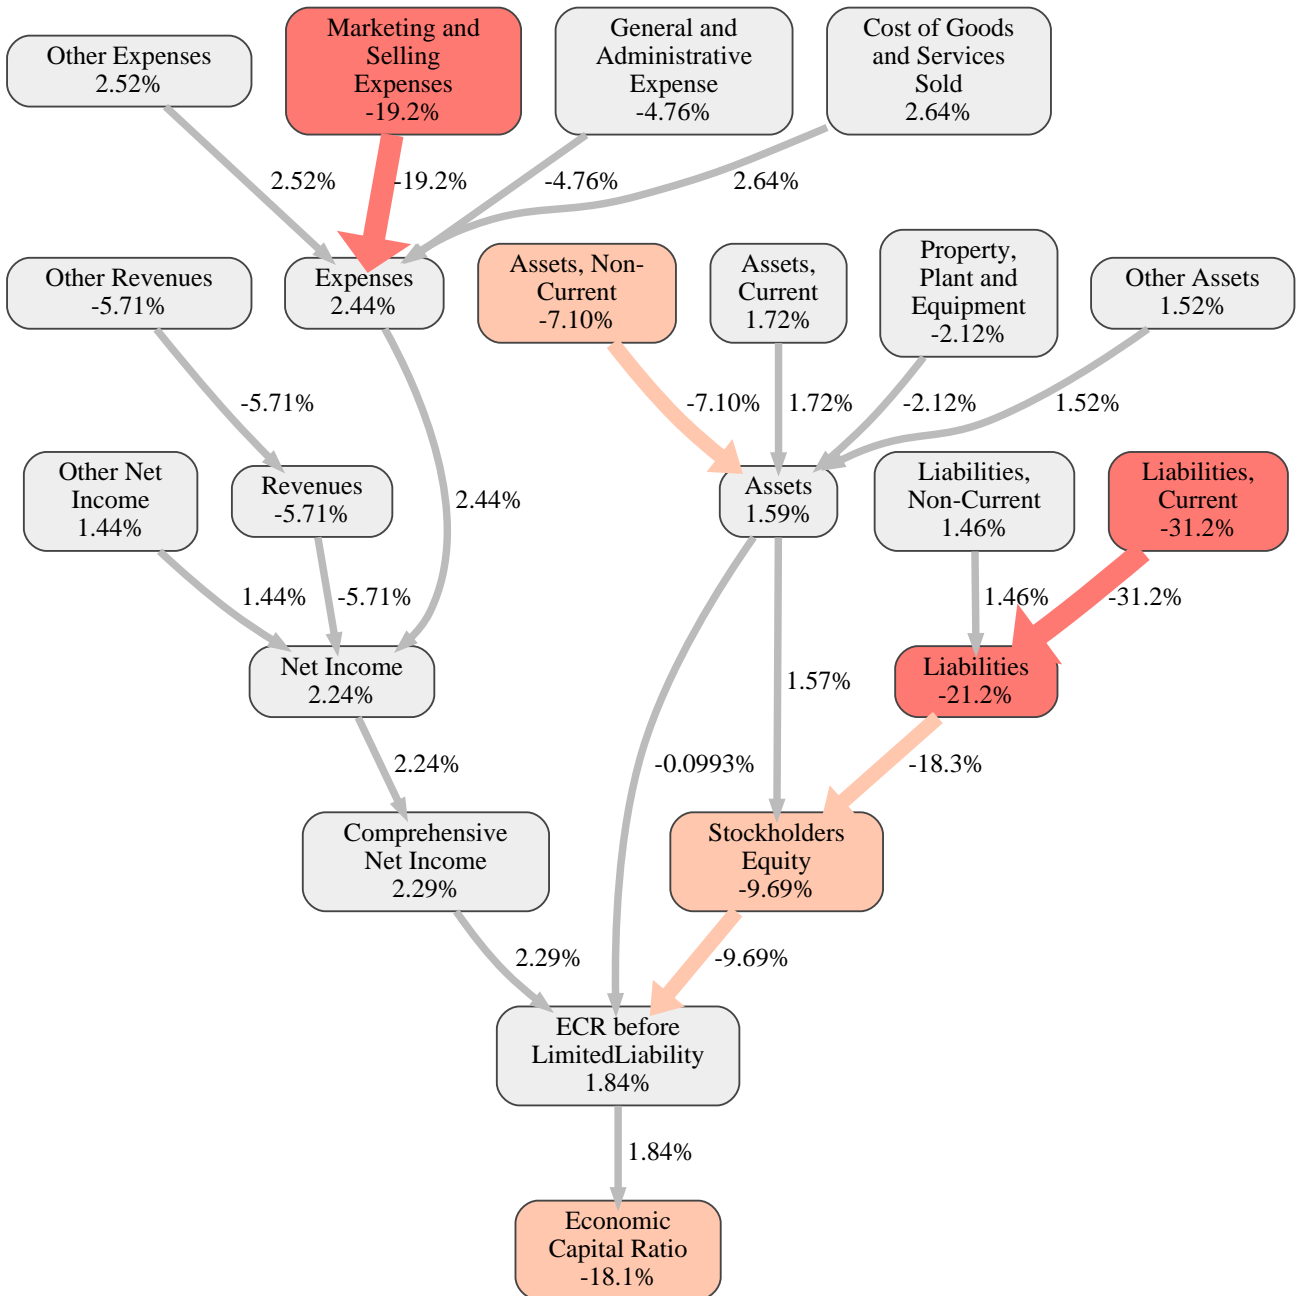 Other Expenses
2.52%
Marketing and
Selling
Expenses
-19.2%
General and
Administrative
Expense
-4.76%
Cost of Goods
and Services
Sold
2.64%
2.52%
-19.2%
-4.76%
2.64%
Other Revenues
-5.71%
Expenses
2.44%
Assets, Non-
Current
-7.10%
Assets,
Current
1.72%
Property,
Plant and
Equipment
-2.12%
Other Assets
1.52%
-5.71%
-7.10%
1.72%
-2.12%
1.52%
Other Net
Income
1.44%
Revenues
-5.71%
2.44%
Assets
1.59%
Liabilities,
Non-Current
1.46%
Liabilities,
Current
-31.2%
1.44%
-5.71%
1.46%
-31.2%
Net Income
2.24%
1.57%
Liabilities
-21.2%
2.24%
-0.0993%
-18.3%
Comprehensive
Net Income
2.29%
Stockholders
Equity
-9.69%
2.29%
-9.69%
ECR before
LimitedLiability
1.84%
1.84%
Economic
Capital Ratio
-18.1%